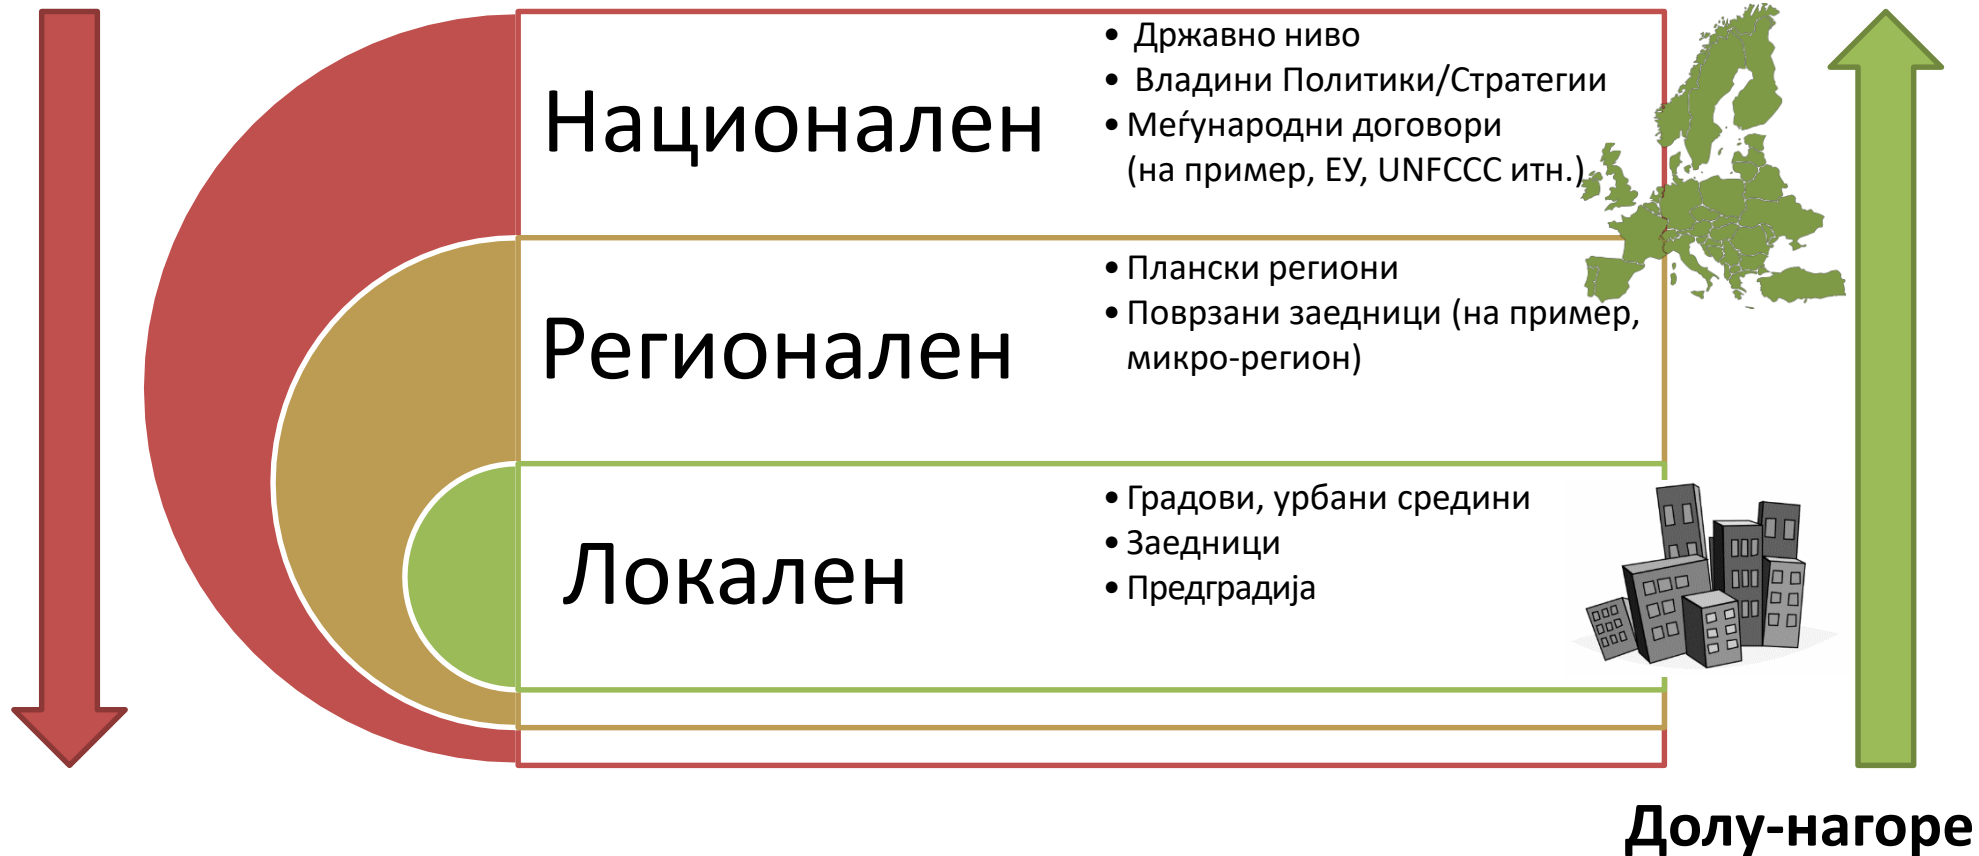 Национален
• Државно ниво
• Владини Политики/Стратегии
• Меѓународни договори
(на пример, ЕУ, UNFCCC итн.)
Регионален
• Плански региони
• Поврзани заедници (на пример,
микро-регион)
Локален
• Градови, урбани средини
• Заедници
• Предградија
Долу-нагоре